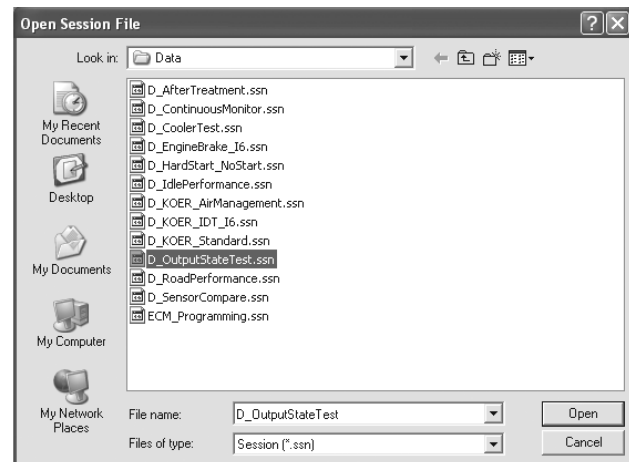 Open Session File
Look in:
Data
My Recent
Documents
Desktop
My Documents
My Computer
My Network
Places
D_AfterTreatment.ssn
D_ContinuousMonitor.ssn
D_CoolerTest.ssn
D_EngineBrake_I6.ssn
D_HardStart_NoStart.ssn
D_IdlePerformance.ssn
D_KOER_AirManagement.ssn
D_KOER_IDT_I6.ssn
D_KOER_Standard.ssn
D_OutputStateTest.ssn
D_RoadPerformance.ssn
D_SensorCompare.ssn
ECM_Programming.ssn
File name:
D_OutputStateTest
Open
Files of type:
Session (*.ssn)
Cancel